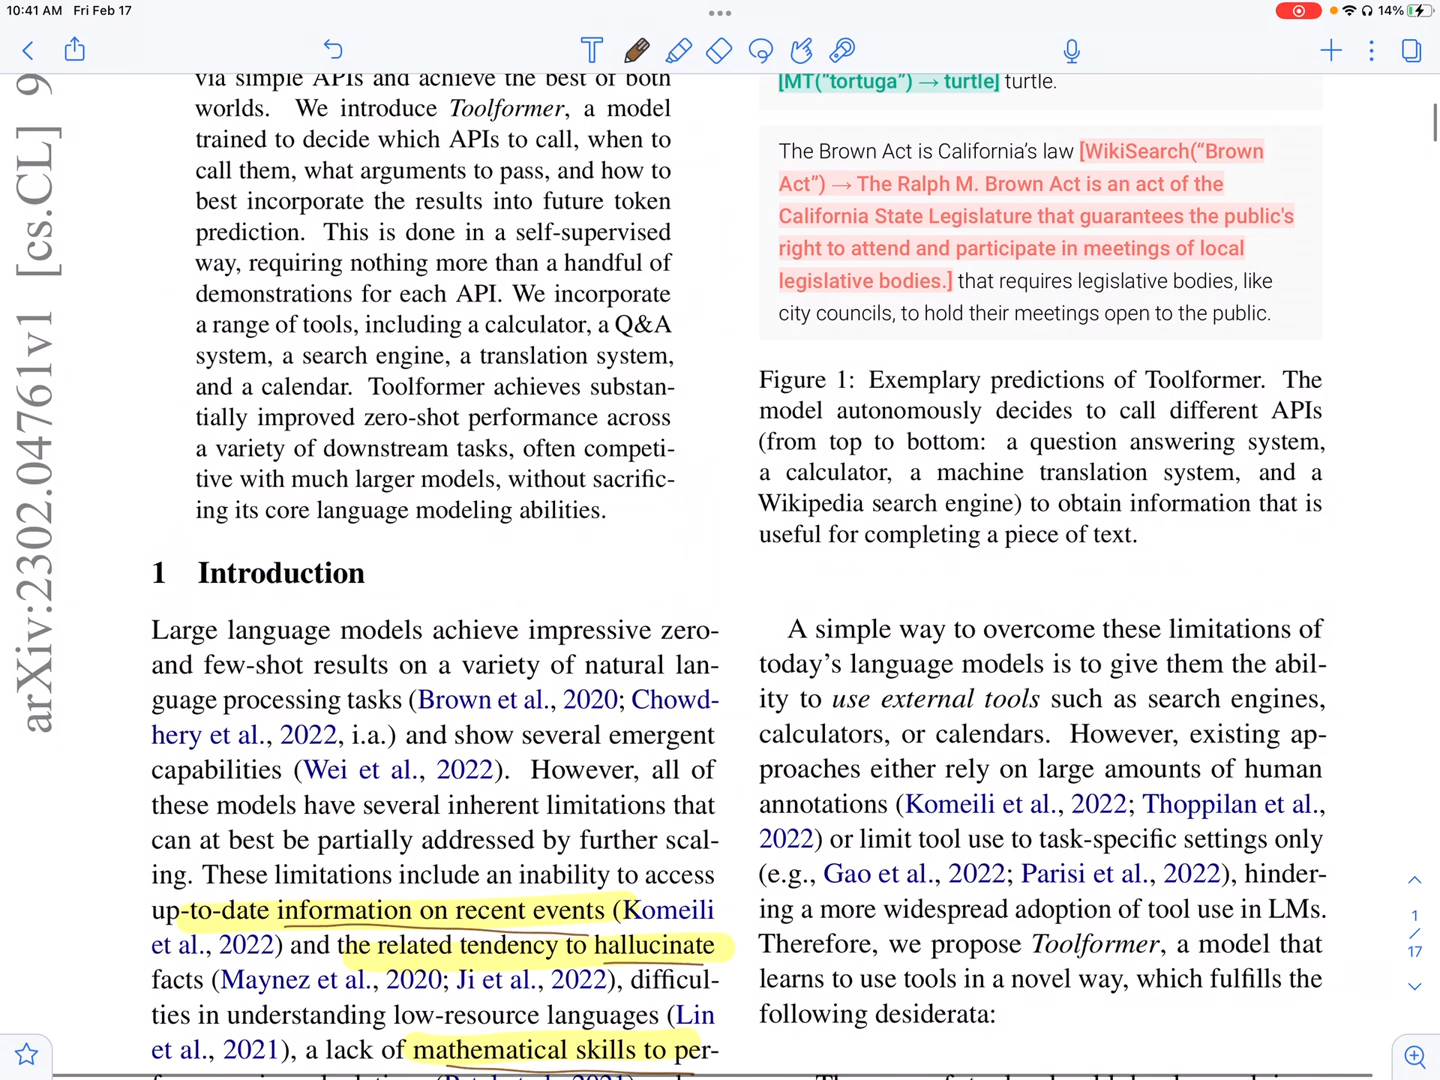 10:41 AM Fri Feb 17
14%
arXiv:2302.04761v1 [cs.CL] 9
via simple APIs and achieve the best of both
worlds. We introduce Toolformer, a model
trained to decide which APIs to call, when to
call them, what arguments to pass, and how to
best incorporate the results into future token
prediction. This is done in a self-supervised
way, requiring nothing more than a handful of
demonstrations for each API. We incorporate
a range of tools, including a calculator, a Q&A
system, a search engine, a translation system,
and a calendar. Toolformer achieves substan-
tially improved zero-shot performance across
a variety of downstream tasks, often competi-
tive with much larger models, without sacrific-
ing its core language modeling abilities.
1 Introduction
Large language models achieve impressive zero-
and few-shot results on a variety of natural lan-
guage processing tasks (Brown et al., 2020; Chowd-
hery et al., 2022, i.a.) and show several emergent
capabilities (Wei et al., 2022). However, all of
these models have several inherent limitations that
can at best be partially addressed by further scal-
ing. These limitations include an inability to access
up-to-date information on recent events (Komeili
et al., 2022) and the related tendency to hallucinate
facts (Maynez et al., 2020; Ji et al., 2022), difficul-
ties in understanding low-resource languages (Lin
et al., 2021), a lack of mathematical skills to per-
[MT(“tortuga”) → turtle] turtle.
The Brown Act is California’s law [WikiSearch(“Brown
Act”) → The Ralph M. Brown Act is an act of the
California State Legislature that guarantees the public's
right to attend and participate in meetings of local
legislative bodies.] that requires legislative bodies, like
city councils, to hold their meetings open to the public.
Figure 1: Exemplary predictions of Toolformer. The
model autonomously decides to call different APIs
(from top to bottom: a question answering system,
a calculator, a machine translation system, and a
Wikipedia search engine) to obtain information that is
useful for completing a piece of text.
A simple way to overcome these limitations of
today’s language models is to give them the abil-
ity to use external tools such as search engines,
calculators, or calendars. However, existing ap-
proaches either rely on large amounts of human
annotations (Komeili et al., 2022; Thoppilan et al.,
2022) or limit tool use to task-specific settings only
(e.g., Gao et al., 2022; Parisi et al., 2022), hinder-
ing a more widespread adoption of tool use in LMs.
Therefore, we propose Toolformer, a model that
learns to use tools in a novel way, which fulfills the
following desiderata:
1
/
17